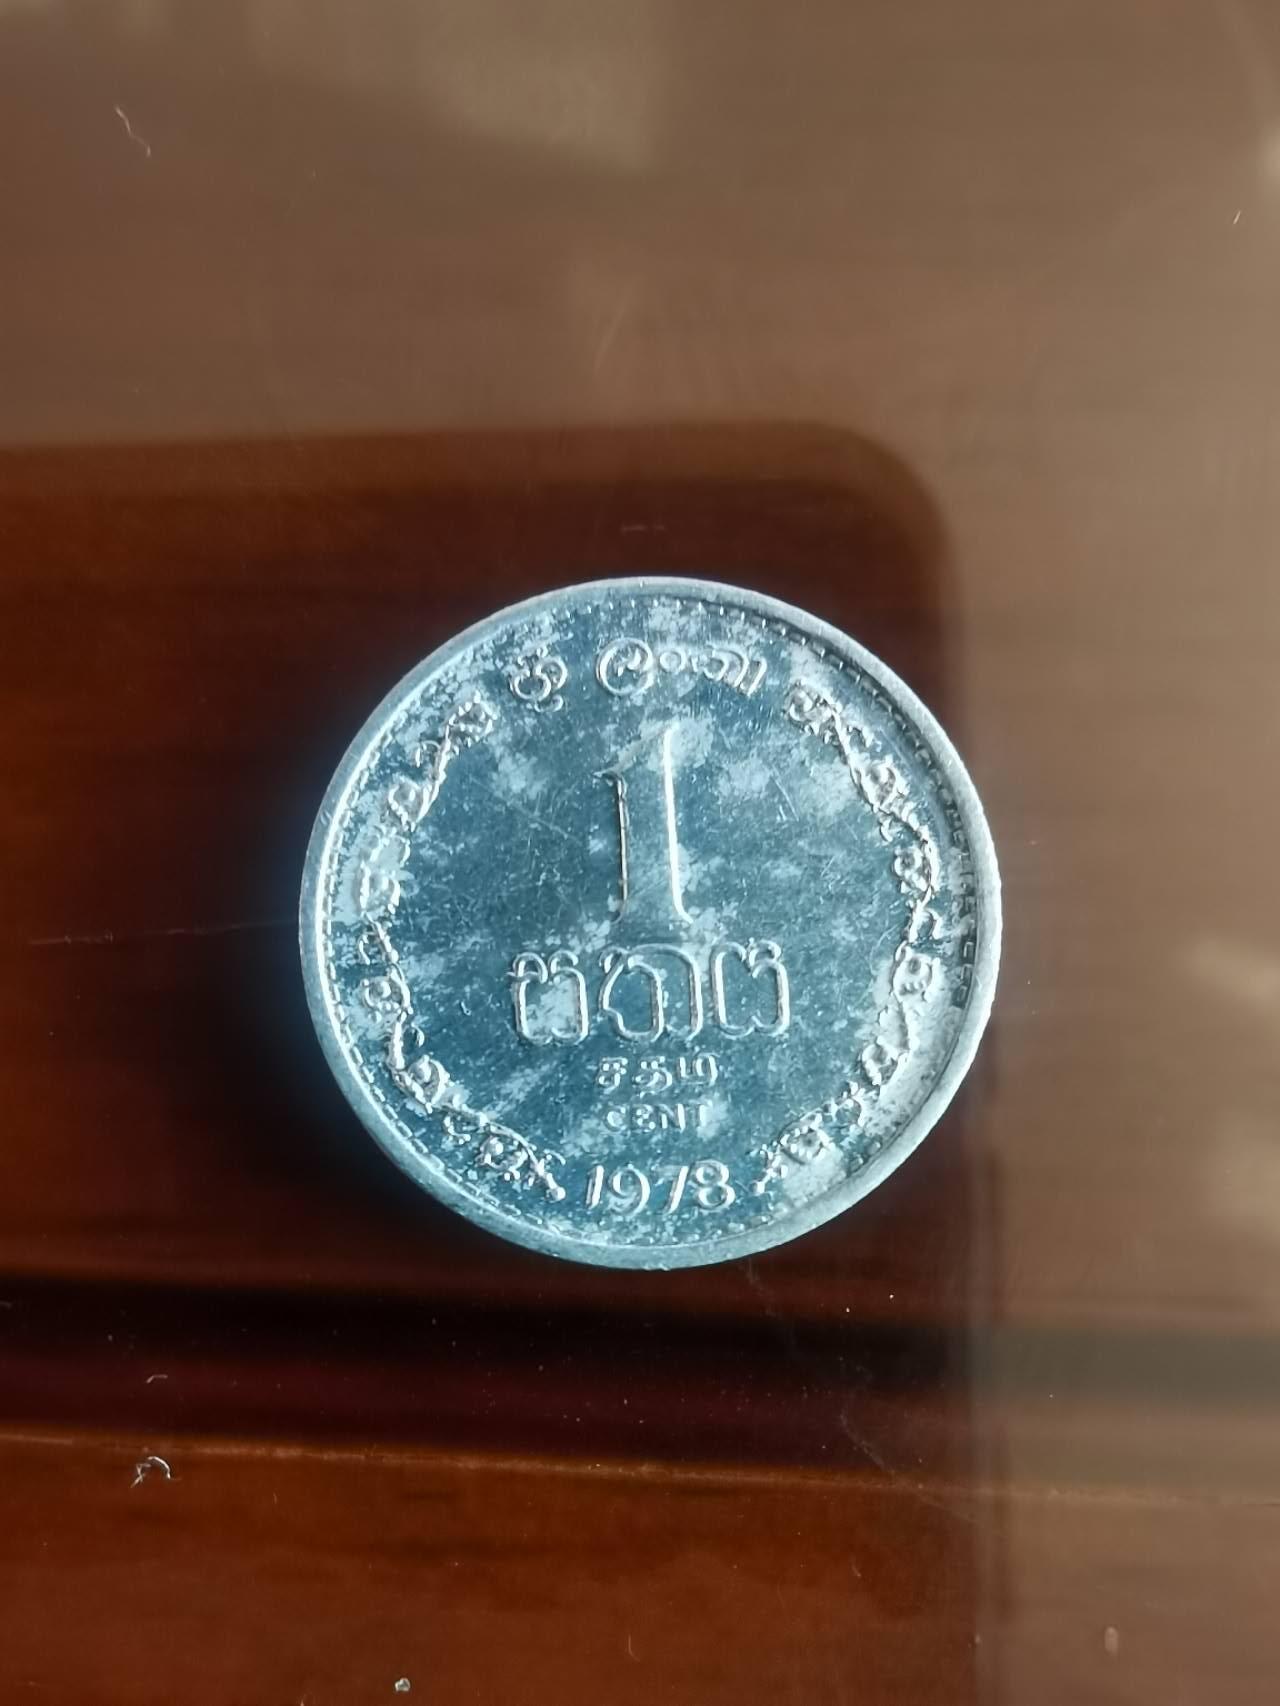 ශ්‍රී ලංකා
1
සතය
சதம்
CENT
1978